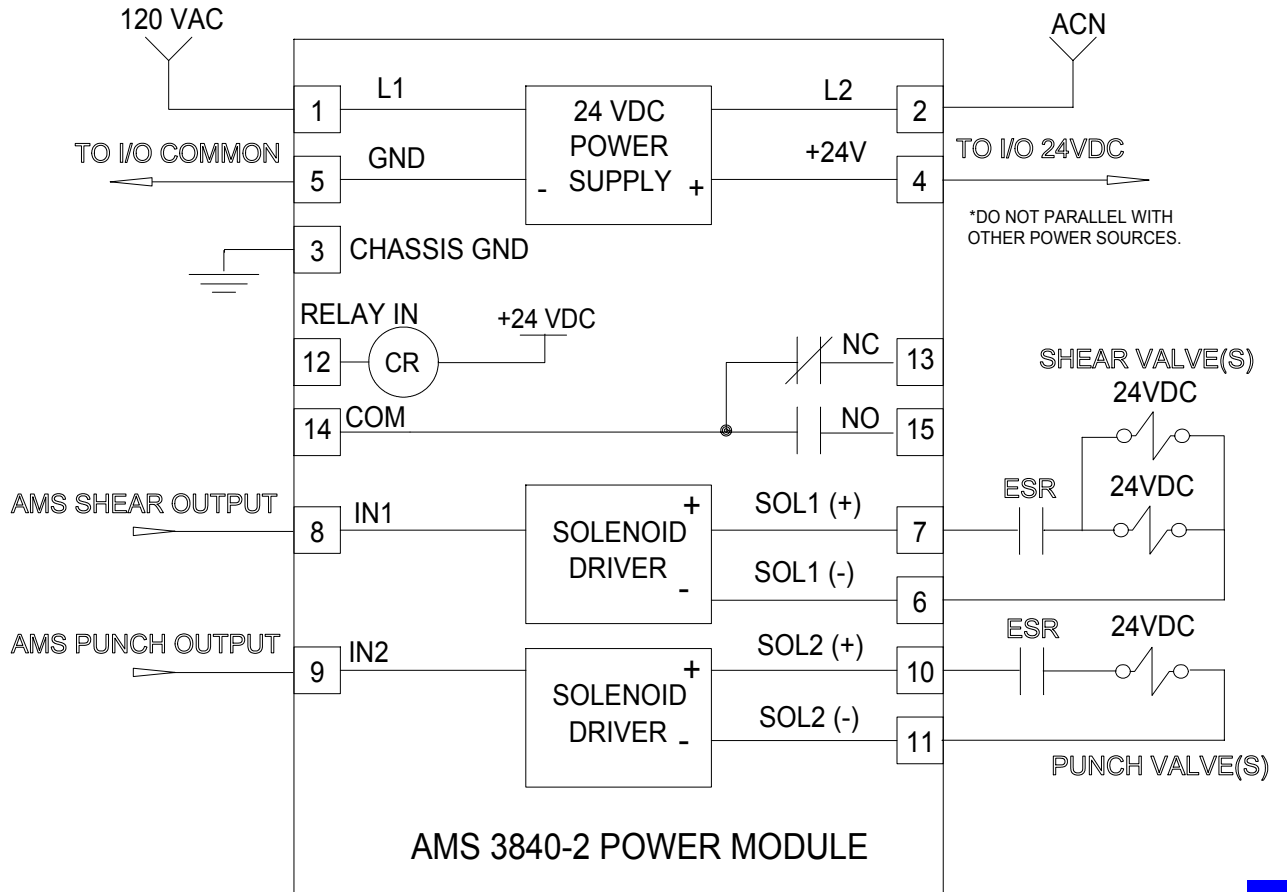 120 VAC
ACN
1
L1
24 VDC
POWER
SUPPLY
- +
L2
2
TO I/O COMMON
5
GND
+24V
4
TO I/O 24VDC
*DO NOT PARALLEL WITH
OTHER POWER SOURCES.
3
CHASSIS GND
RELAY IN
+24 VDC
12
CR
NC
13
14
COM
NO
15
SHEAR VALVE(S)
24VDC
24VDC
ESR
AMS SHEAR OUTPUT
8
IN1
SOLENOID
DRIVER
+
-
SOL1 (+)
7
SOL1 (-)
6
AMS PUNCH OUTPUT
9
IN2
SOLENOID
DRIVER
+
-
SOL2 (+)
10
SOL2 (-)
11
ESR
24VDC
PUNCH VALVE(S)
AMS 3840-2 POWER MODULE